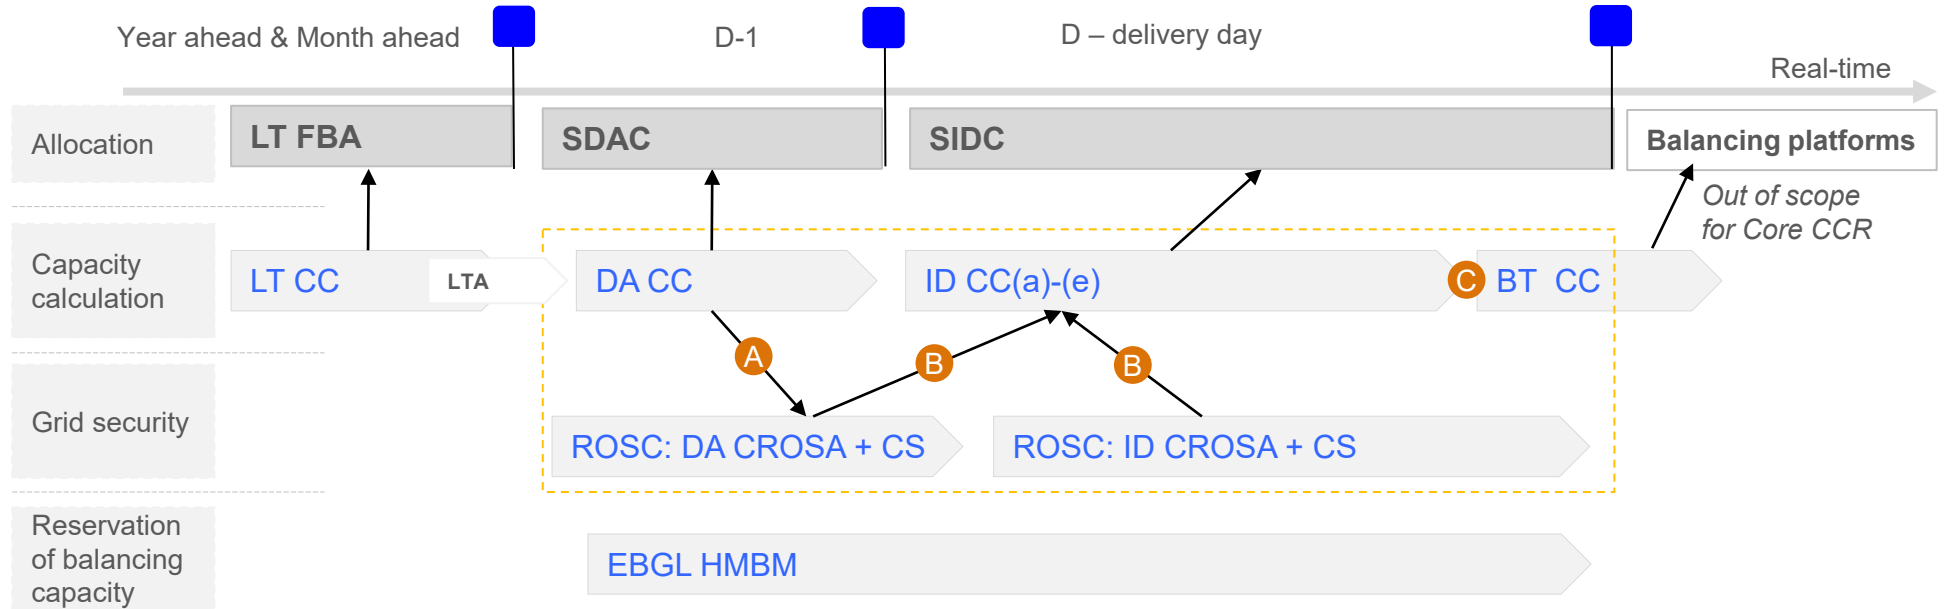 Year ahead & Month ahead
D-1
D – delivery day
Real-time
Allocation
LT FBA
SDAC
SIDC
Balancing platforms
Out of scope
for Core CCR
Capacity
calculation
LT CC
LTA
DA CC
ID CC(a)-(e)
C
BT CC
A
B
B
Grid security
ROSC: DA CROSA + CS
ROSC: ID CROSA + CS
Reservation
of balancing
capacity
EBGL HMBM